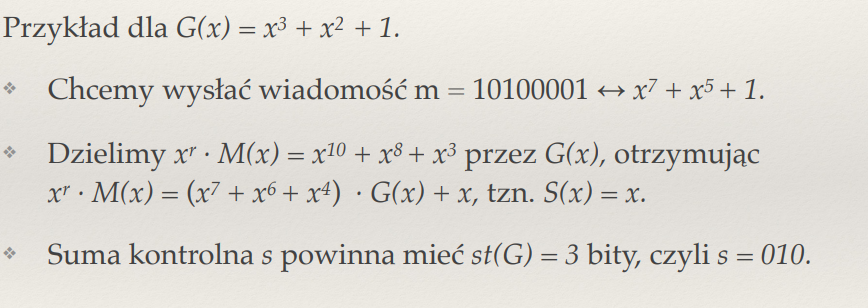 Przykład dla G(x) = x³ + x² + 1.
❖ Chcemy wysłać wiadomość m = 10100001 ↔ x⁷ + x⁵ + 1.
❖ Dzielimy xʳ · M(x) = x¹⁰ + x⁸ + x³ przez G(x), otrzymując
xʳ · M(x) = (x⁷ + x⁶ + x⁴) · G(x) + x, tzn. S(x) = x.
❖ Suma kontrolna s powinna mieć st(G) = 3 bity, czyli s = 010.